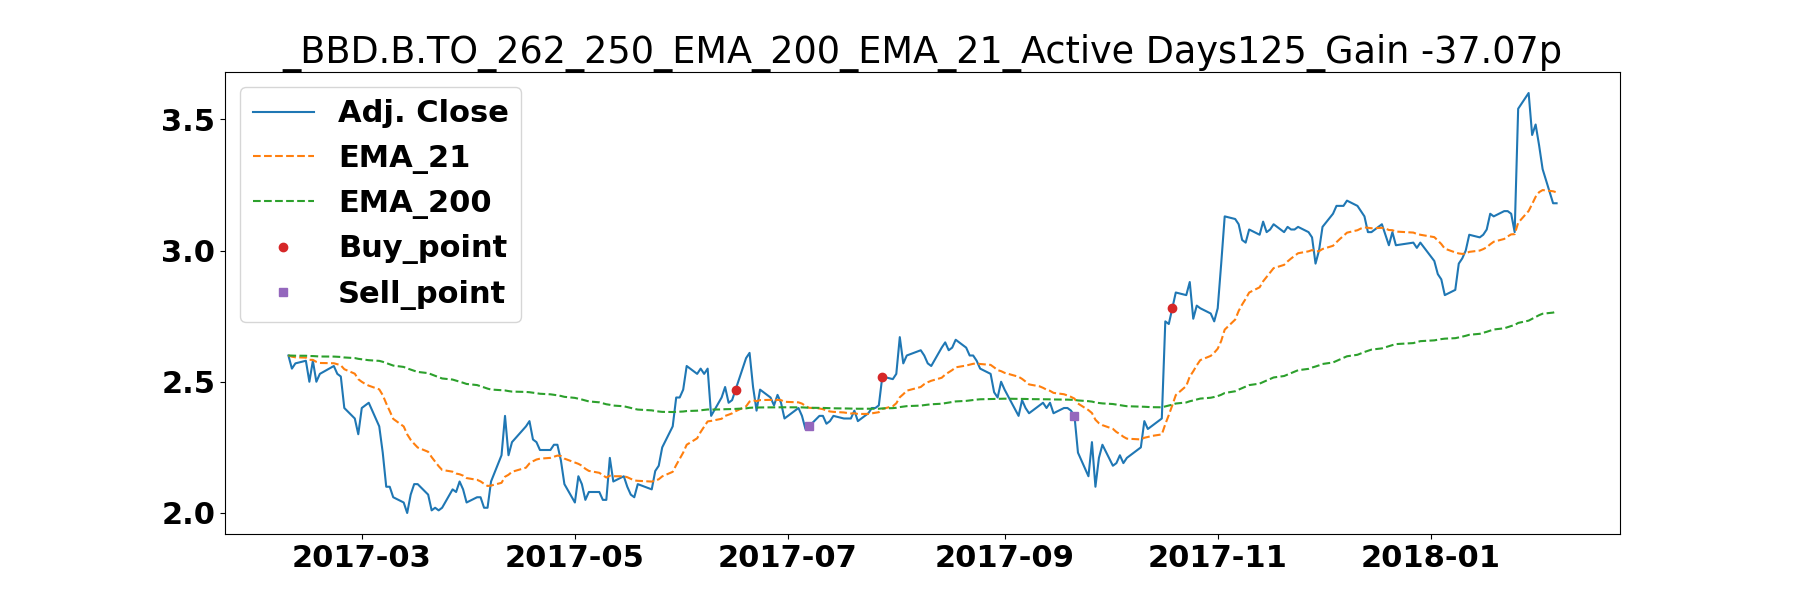 _BBD.B.TO_262_250_EMA_200_EMA_21_Active Days125_Gain -37.07p
Adj. Close
EMA_21
EMA_200
Buy_point
Sell_point
3.5
3.0
2.5
2.0
2017-03 2017-05 2017-07 2017-09 2017-11 2018-01